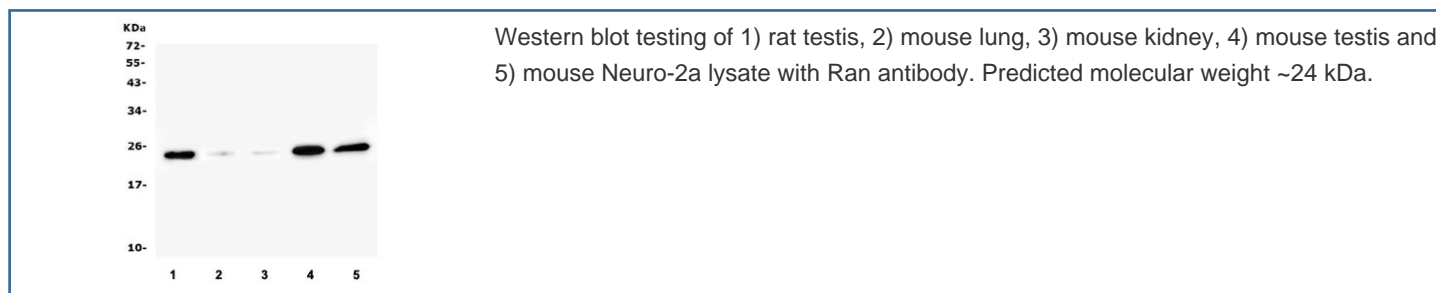 KDa
72-
55-
43-
34-
26-
17-
10-
1 2 3 4 5
Western blot testing of 1) rat testis, 2) mouse lung, 3) mouse kidney, 4) mouse testis and
5) mouse Neuro-2a lysate with Ran antibody. Predicted molecular weight ~24 kDa.